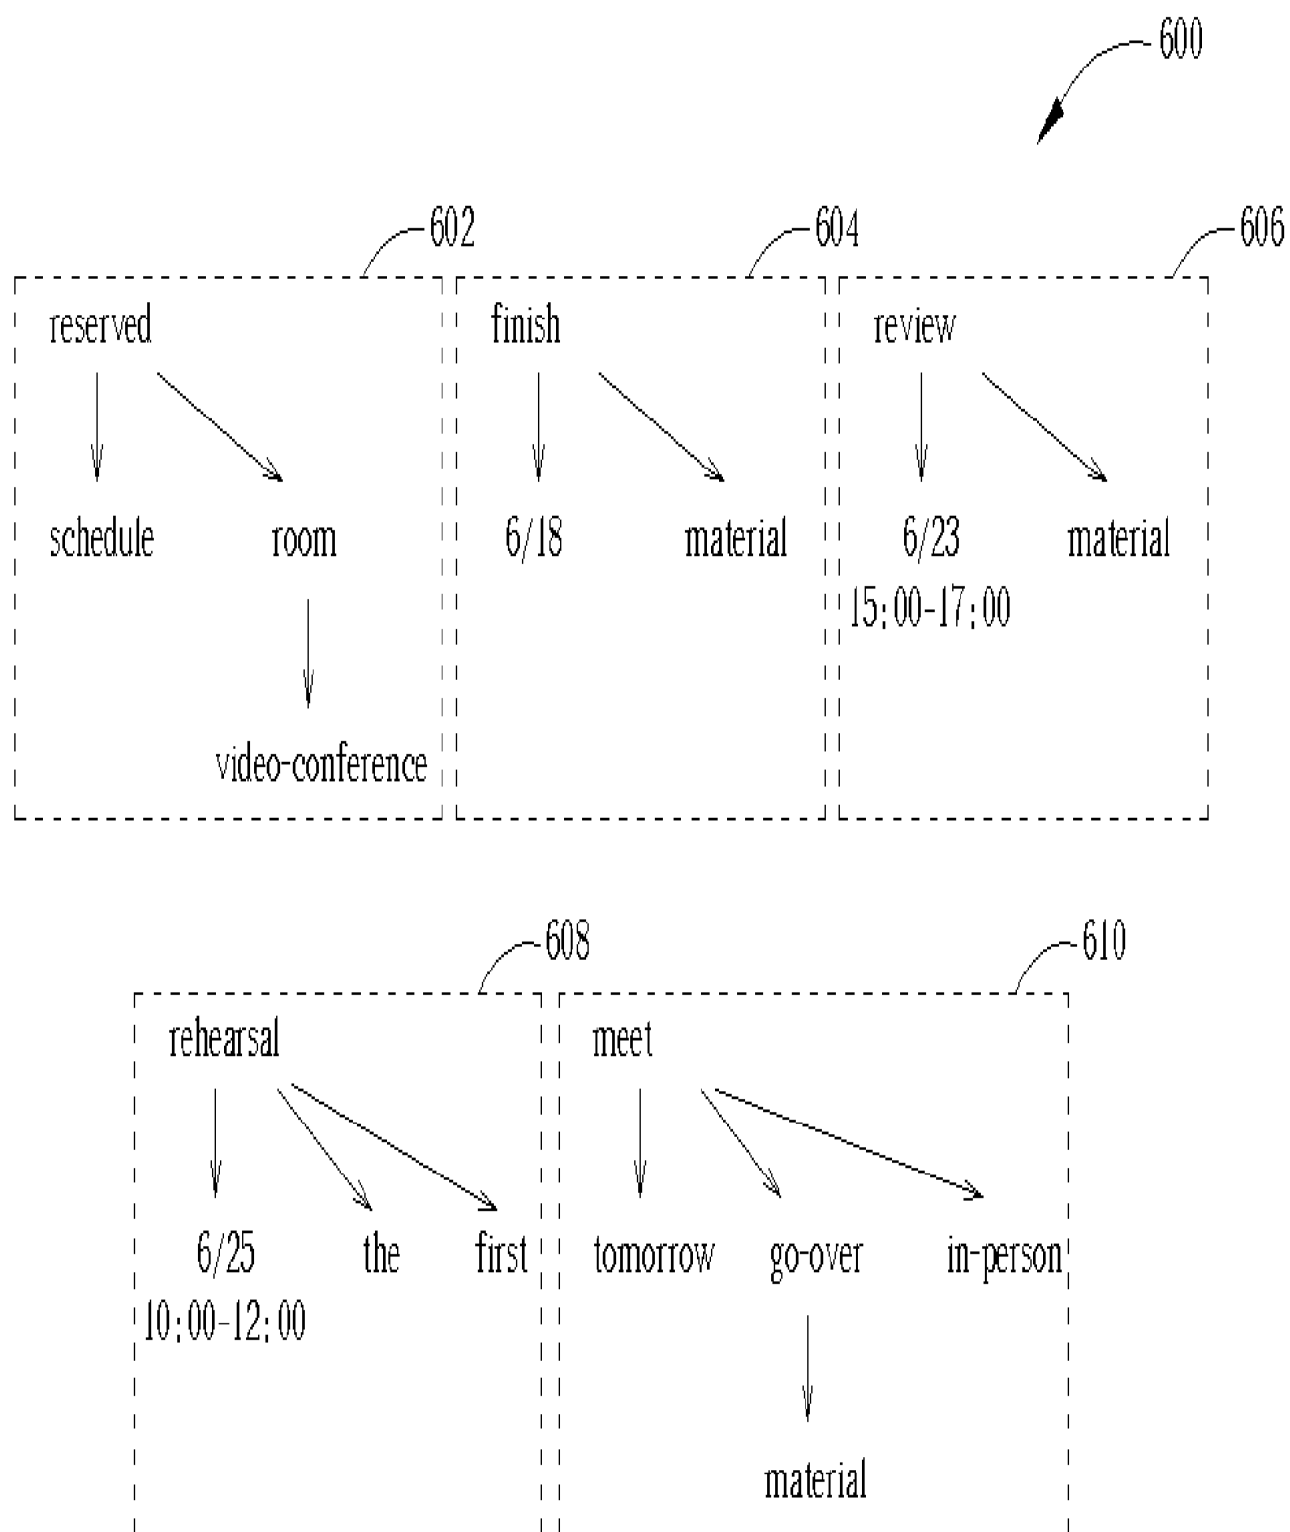 600
602
604
606
reserved
finish
review
schedule
room
6/18
material
6/23
material
15:00-17:00
video-conference
608
610
rehearsal
meet
6/25
the
first
tomorrow
go-over
in-person
10:00-12:00
material